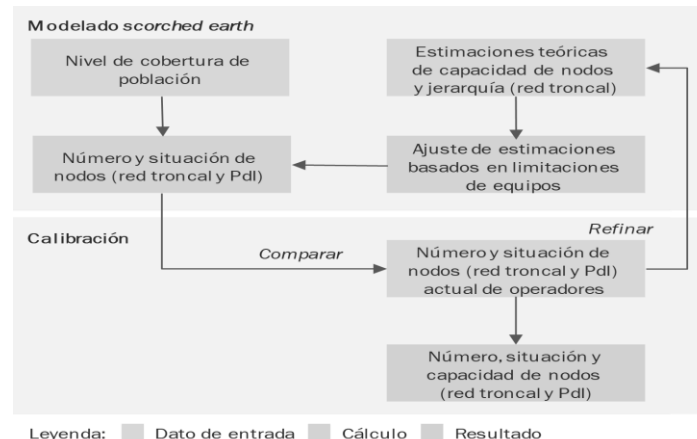 Modelado scorched earth
Nivel de cobertura de
población
Estimaciones teóricas
de capacidad de nodos
y jerarquía (red troncal)
Número y situación de
nodos (red troncal y PdI)
Ajuste de estimaciones
basados en limitaciones
de equipos
Calibración
Comparar
Refinar
Número y situación de
nodos (red troncal y PdI)
actual de operadores
Número, situación y
capacidad de nodos
(red troncal y PdI)
Leyenda: Dato de entrada Cálculo Resultado